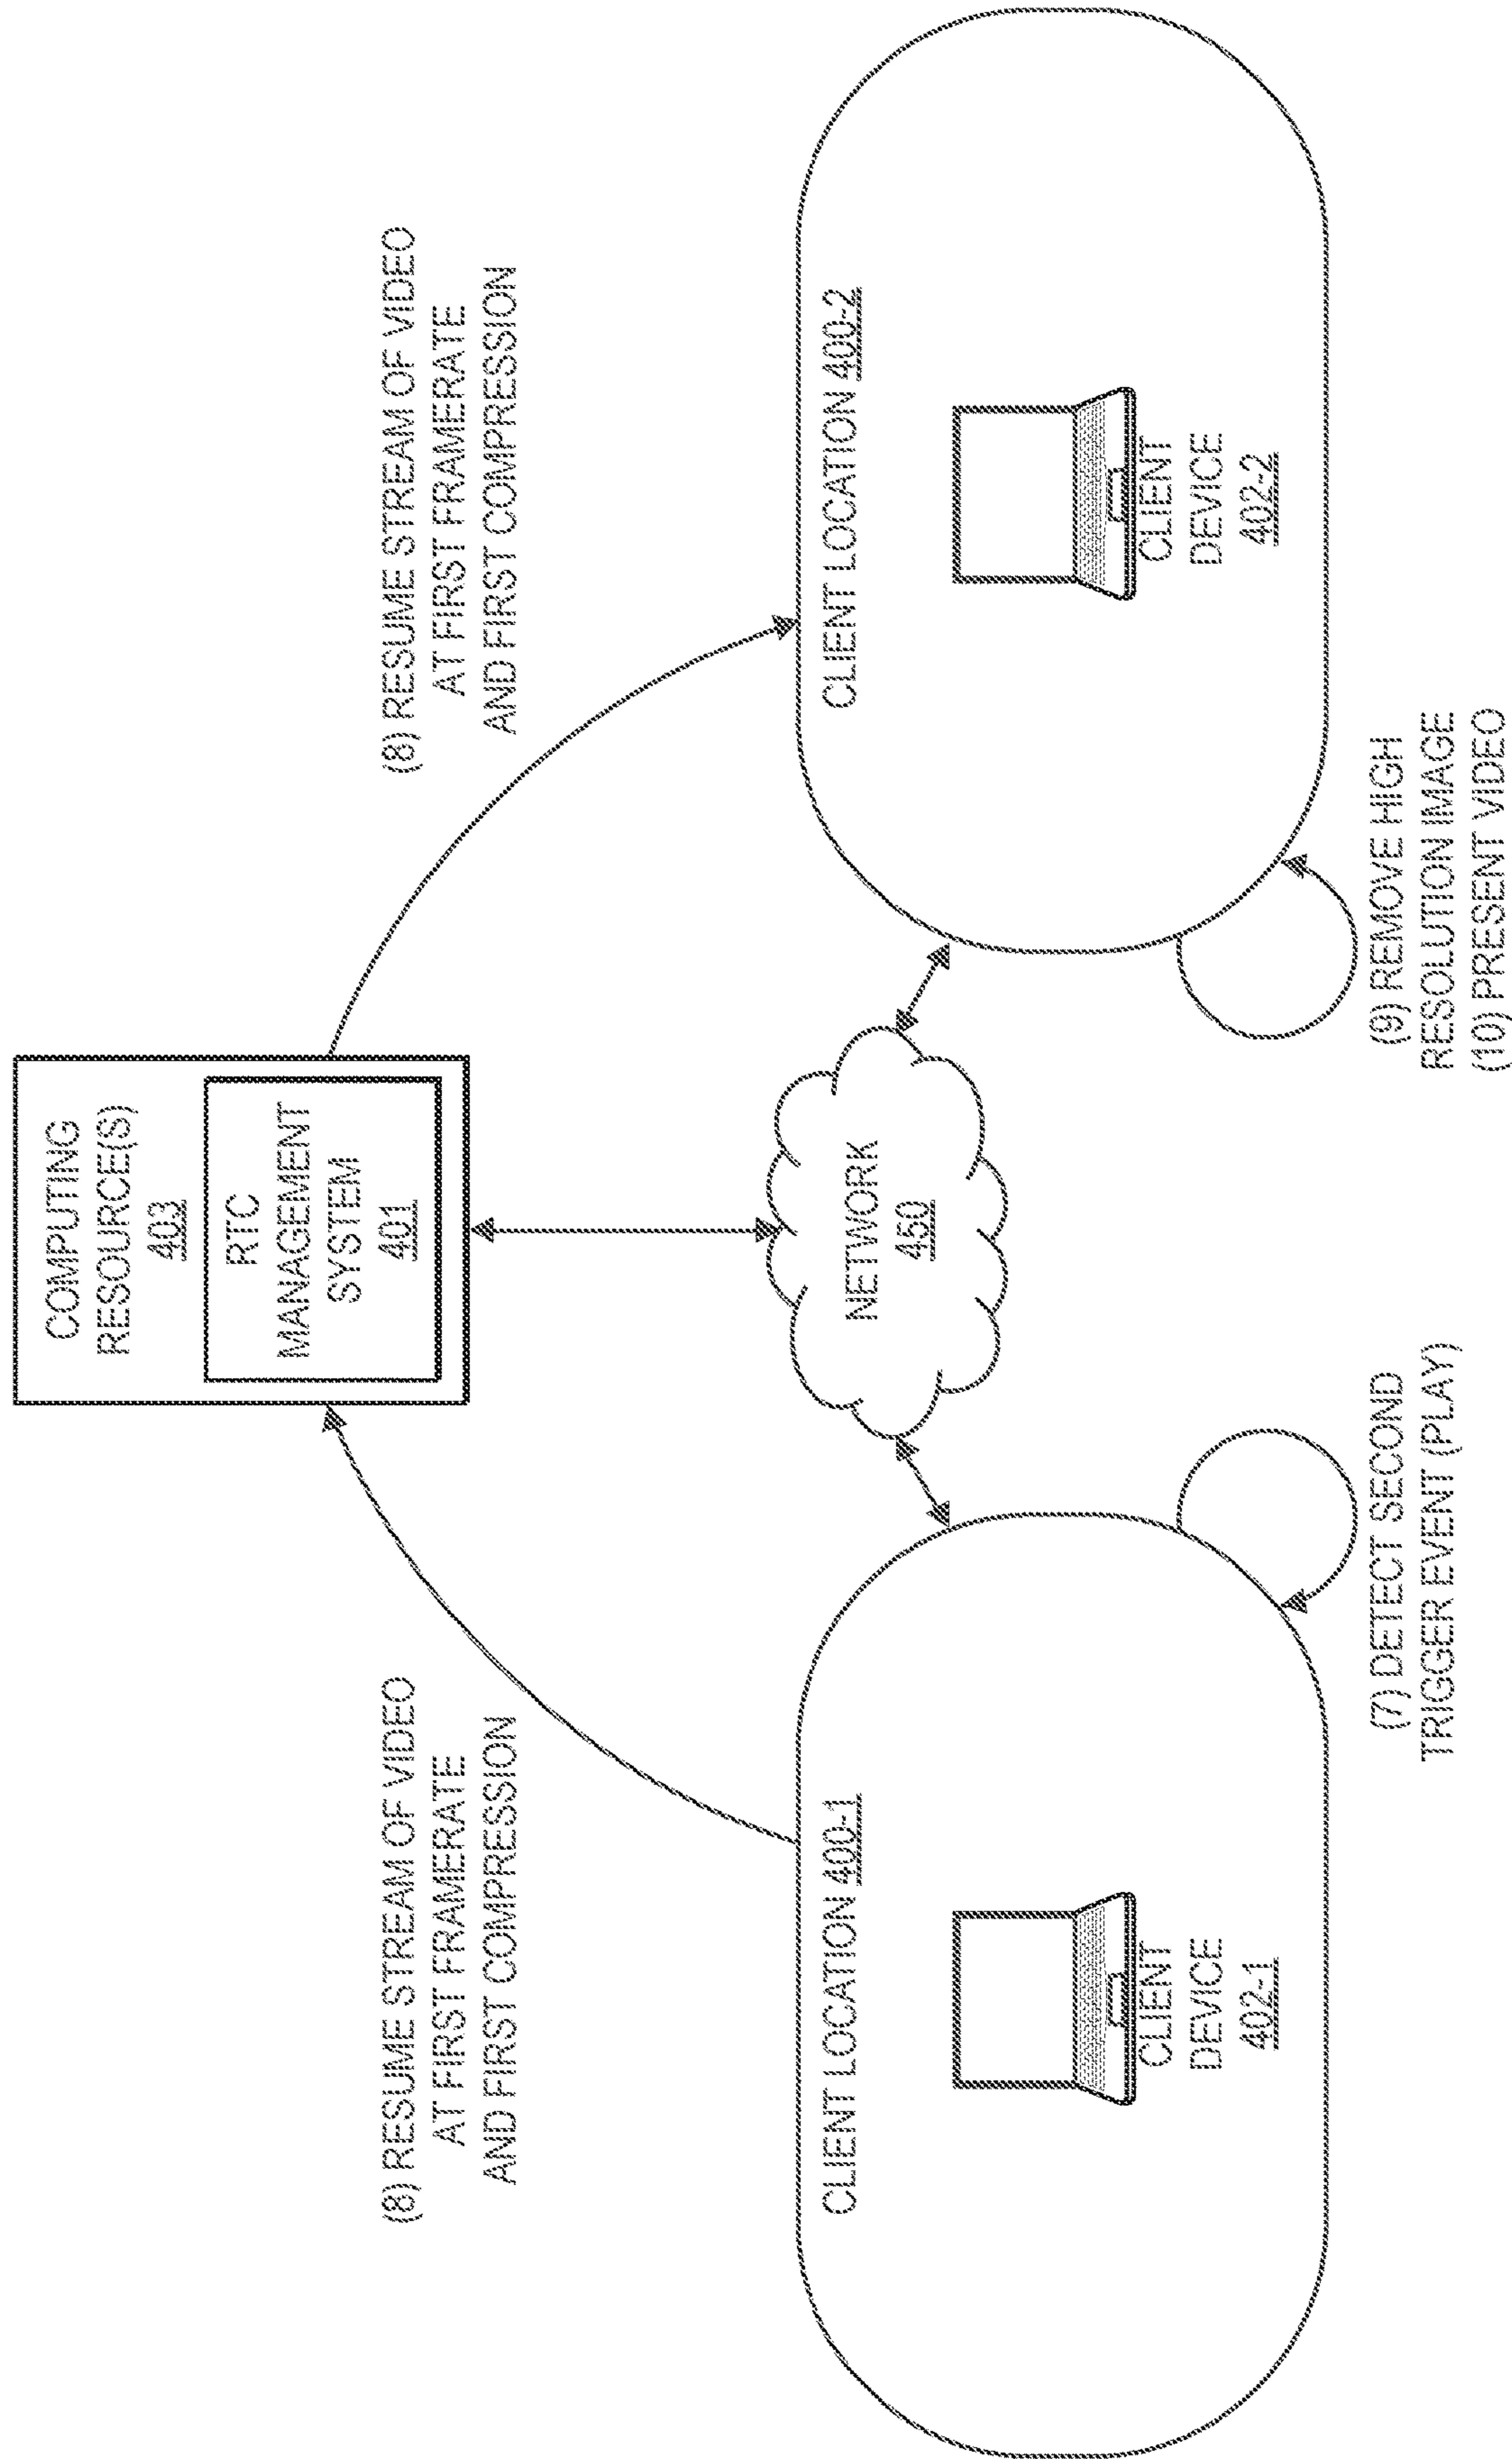 COMPUTING
RESOURCE(S)
403
RTC
MANAGEMENT
SYSTEM
401
(8) RESUME STREAM OF VIDEO
AT FIRST FRAMERATE
AND FIRST COMPRESSION
(8) RESUME STREAM OF VIDEO
AT FIRST FRAMERATE
AND FIRST COMPRESSION
NETWORK
450
CLIENT LOCATION 400-1
CLIENT
DEVICE
402-1
CLIENT LOCATION 400-2
CLIENT
DEVICE
402-2
(7) DETECT SECOND
TRIGGER EVENT (PLAY)
(9) REMOVE HIGH
RESOLUTION IMAGE
(10) PRESENT VIDEO